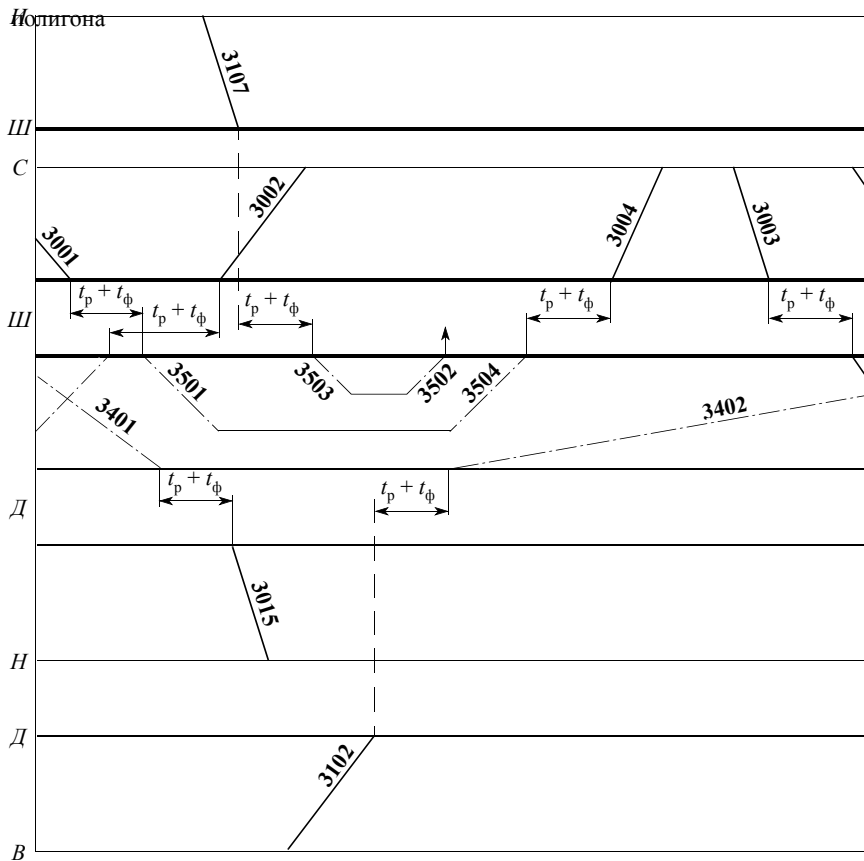 полигона
Н
3107
Ш
С
3001
3002
3004
3003
tр + tф
tр + tф
tр + tф
tр + tф
tр + tф
Ш
3401
3501
3503
3502
3504
3402
tр + tф
tр + tф
Д
3015
Н
Д
3102
В